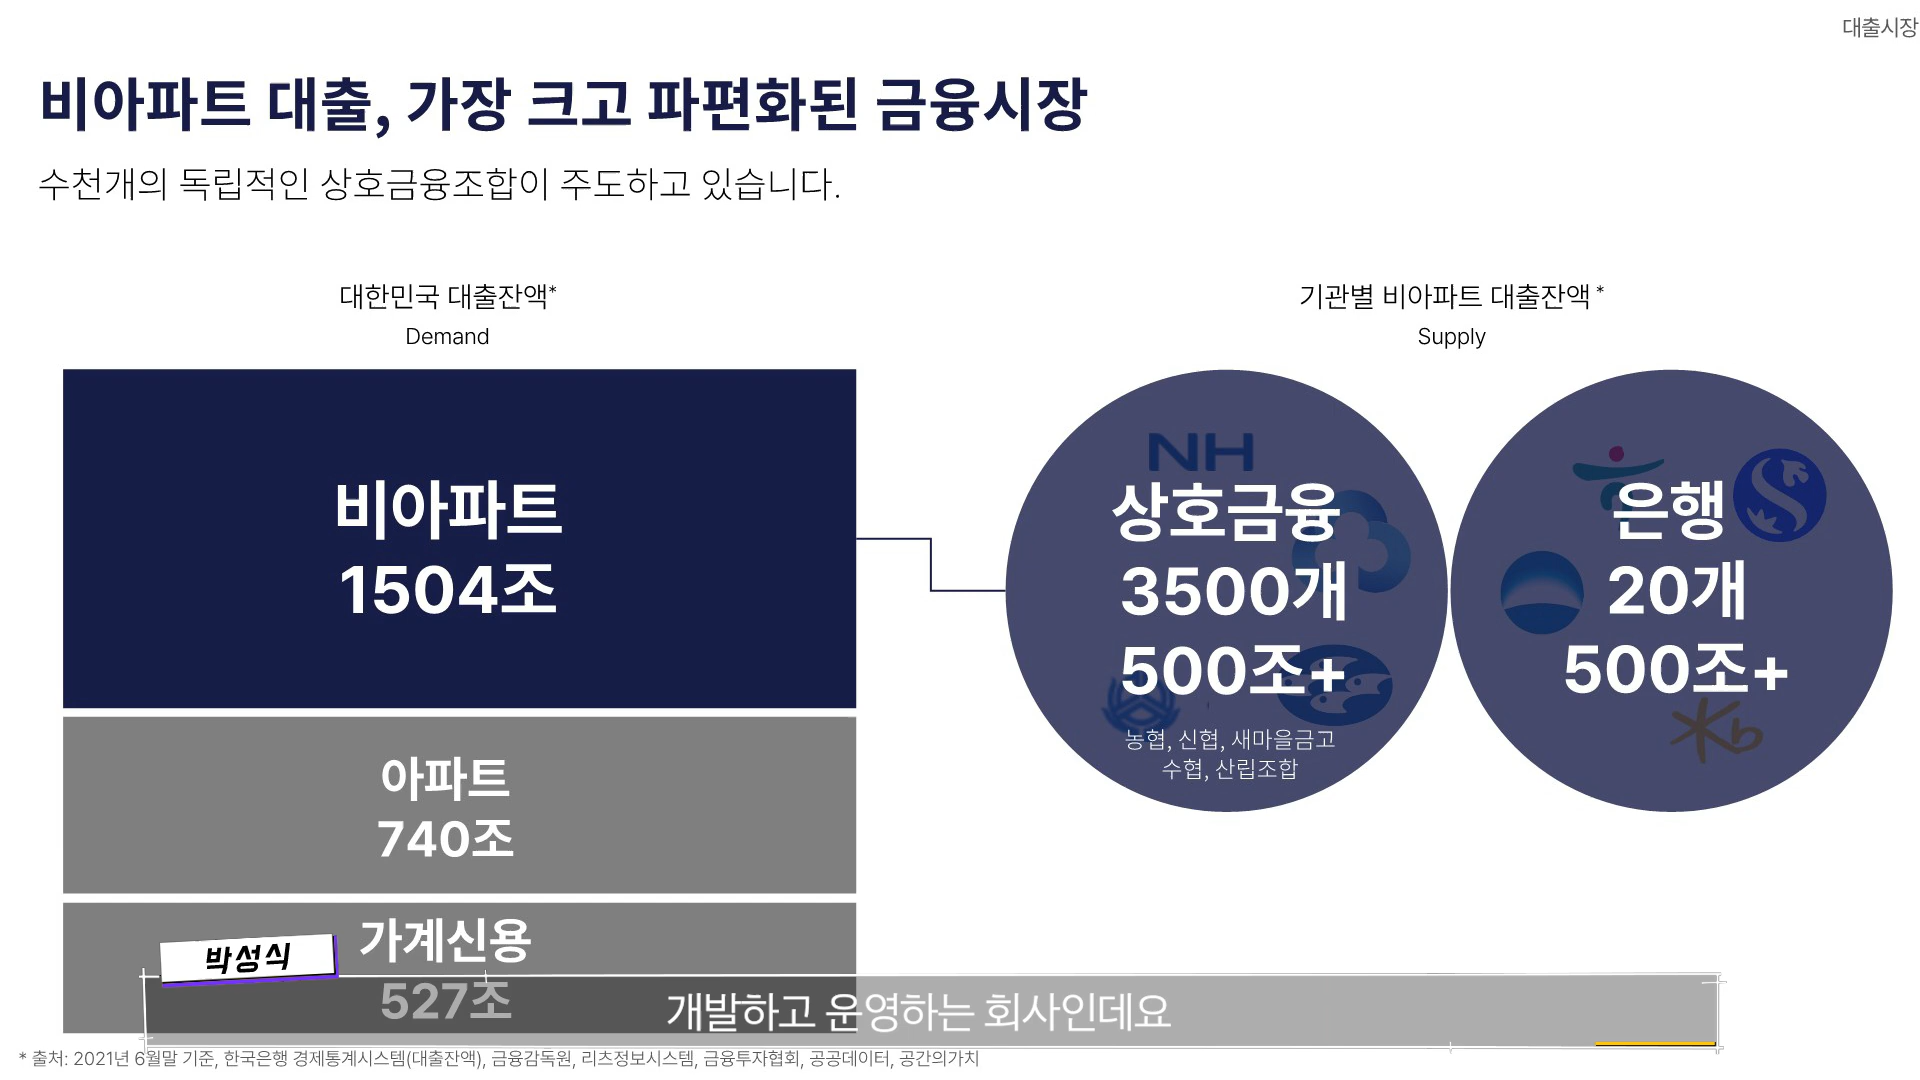 대출시장
비아파트 대출, 가장 크고 파편화된 금융시장
수천개의 독립적인 상호금융조합이 주도하고 있습니다.
대한민국 대출잔액*
Demand
기관별 비아파트 대출잔액 *
Supply
비아파트
1504조
아파트
740조
가계신용
527조
NH
상호금융
3500개
500조+
농협, 신협, 새마을금고
수협, 산립조합
은행
20개
500조+
Kb
박성식
개발하고 운영하는 회사인데요
* 출처: 2021년 6월말 기준, 한국은행 경제통계시스템(대출잔액), 금융감독원, 리츠정보시스템, 금융투자협회, 공공데이터, 공간의가치